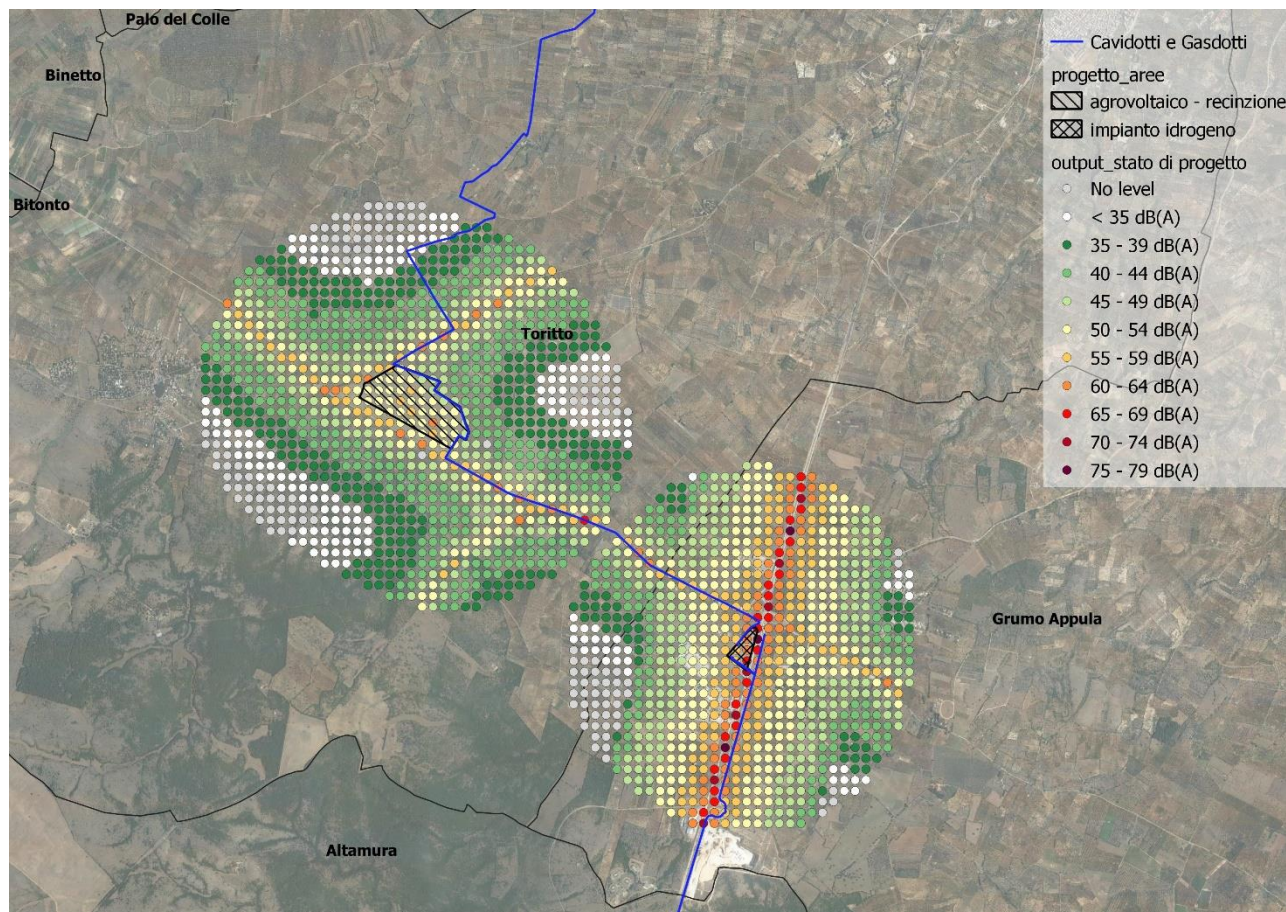 Palo del Colle
Binetto
Bitonto
Toritto
Grumo Appula
Altamura
Cavidotti e Gasdotti
progetto_aree
agrovoltaico - recinzione
impianto idrogeno
output_stato di progetto
No level
< 35 dB(A)
35 - 39 dB(A)
40 - 44 dB(A)
45 - 49 dB(A)
50 - 54 dB(A)
55 - 59 dB(A)
60 - 64 dB(A)
65 - 69 dB(A)
70 - 74 dB(A)
75 - 79 dB(A)